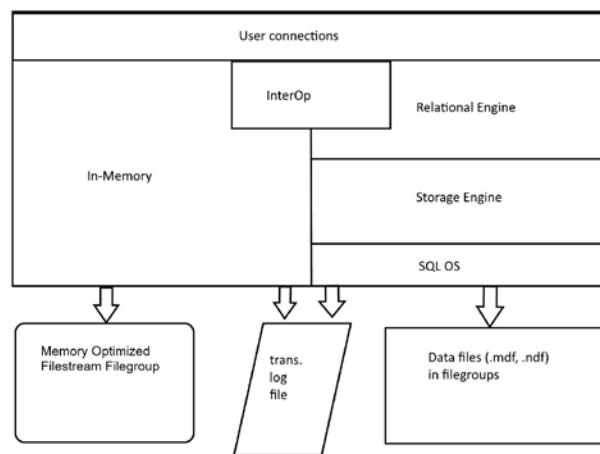 User connections
InterOp
Relational Engine
In-Memory
Storage Engine
SQL OS
Memory Optimized
Filestream Filegroup
trans.
log
file
Data files (.mdf, .ndf)
in filegroups